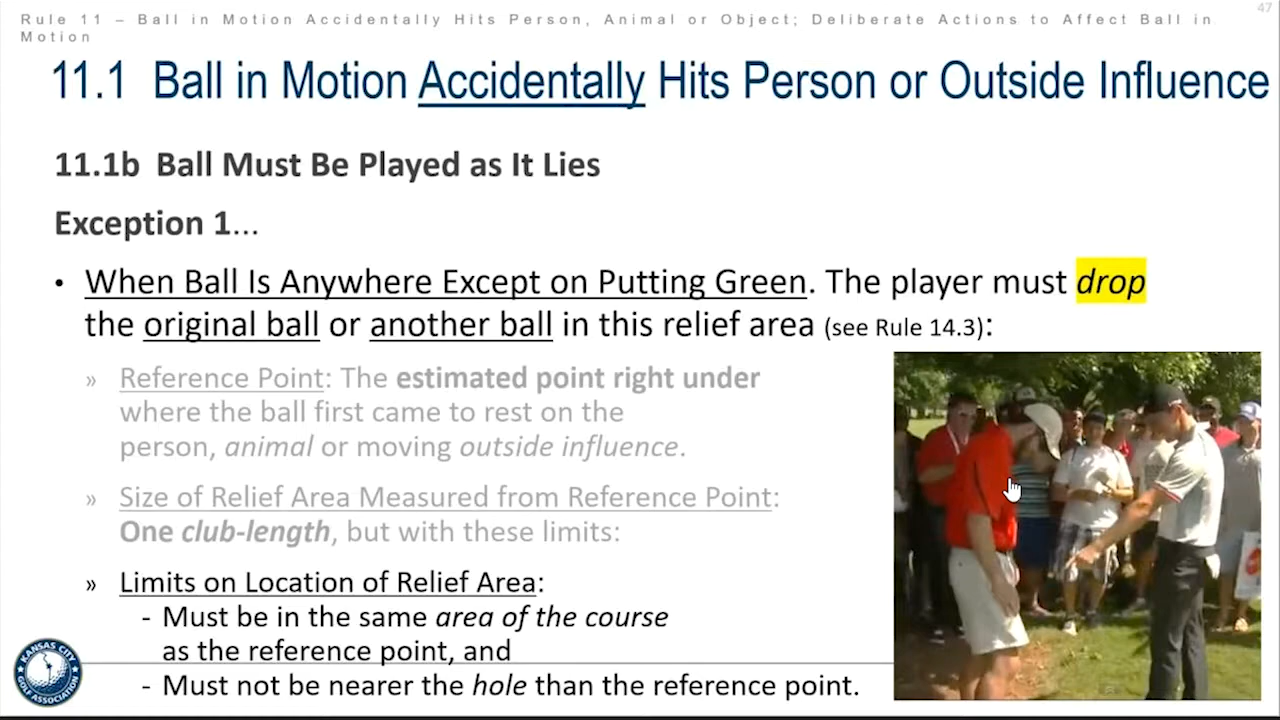 Rule 11 – Ball in Motion Accidentally Hits Person, Animal or Object; Deliberate Actions to Affect Ball in
Motion
47
11.1 Ball in Motion Accidentally Hits Person or Outside Influence
11.1b Ball Must Be Played as It Lies
Exception 1...
• When Ball Is Anywhere Except on Putting Green. The player must drop
the original ball or another ball in this relief area (see Rule 14.3):
» Reference Point: The estimated point right under
where the ball first came to rest on the
person, animal or moving outside influence.
» Size of Relief Area Measured from Reference Point:
One club-length, but with these limits:
» Limits on Location of Relief Area:
- Must be in the same area of the course
as the reference point, and
- Must not be nearer the hole than the reference point.
KANSAS CITY
GOLF ASSOCIATION